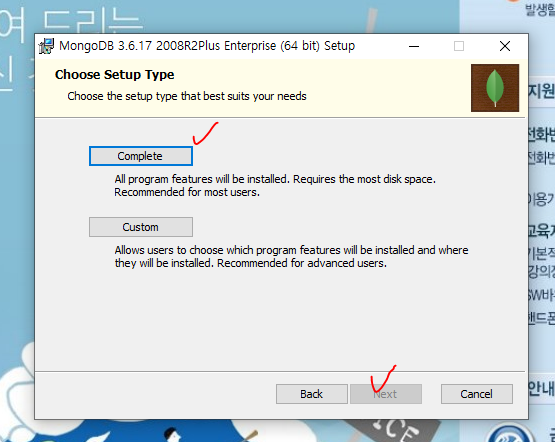 여 드리는
신
발생할
MongoDB 3.6.17 2008R2Plus Enterprise (64 bit) Setup
Choose Setup Type
Choose the setup type that best suits your needs
지원
Complete
전화번
전화번
All program features will be installed. Requires the most disk space.
Recommended for most users.
이용기
Custom
교육지
Allows users to choose which program features will be installed and where
기본적
they will be installed. Recommended for advanced users.
강의장
SW바
핸드폰
Back
Next
Cancel
안내
ICE